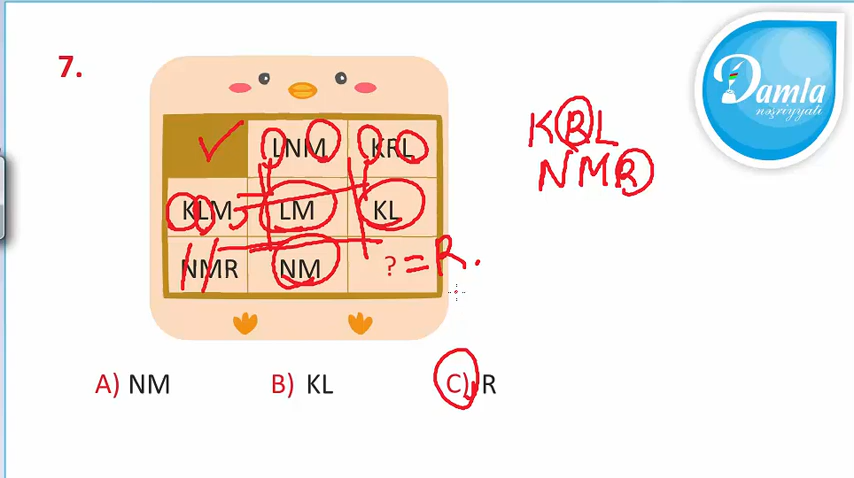 7.
Damla
nəşriyyatı
LNM KRL
KLM LM KL
NMR NM ? = R.
KRL
NMR
A) NM B) KL C) R